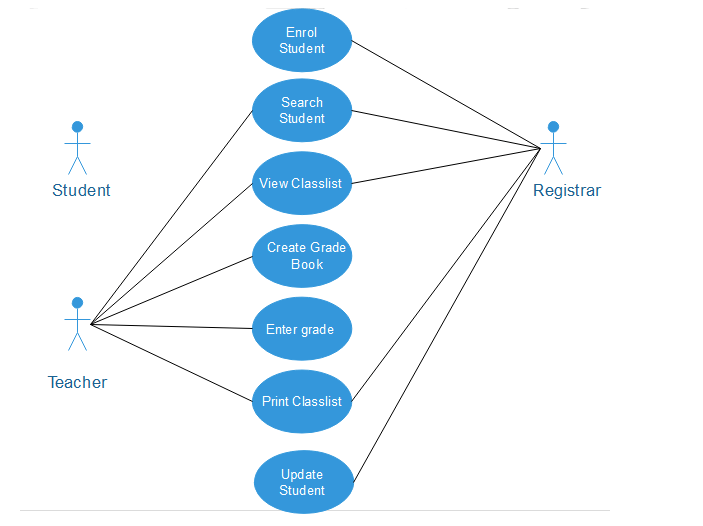 Enrol
Student
Search
Student
View Classlist
Student
Registrar
Create Grade
Book
Enter grade
Teacher
Print Classlist
Update
Student